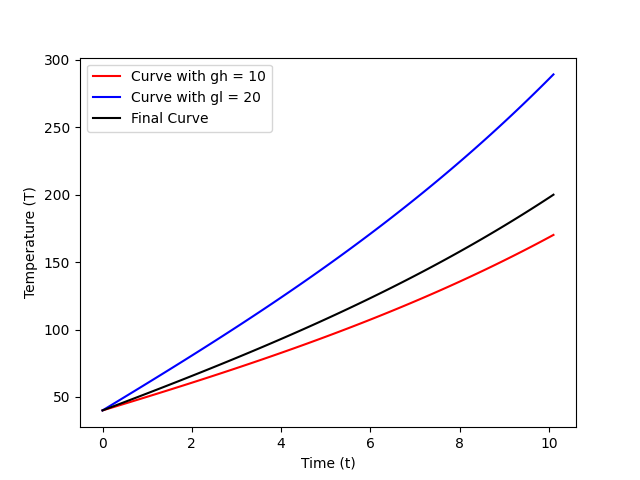 Curve with gh = 10
Curve with gl = 20
Final Curve
Temperature (T)
300
250
200
150
100
50
0 2 4 6 8 10
Time (t)